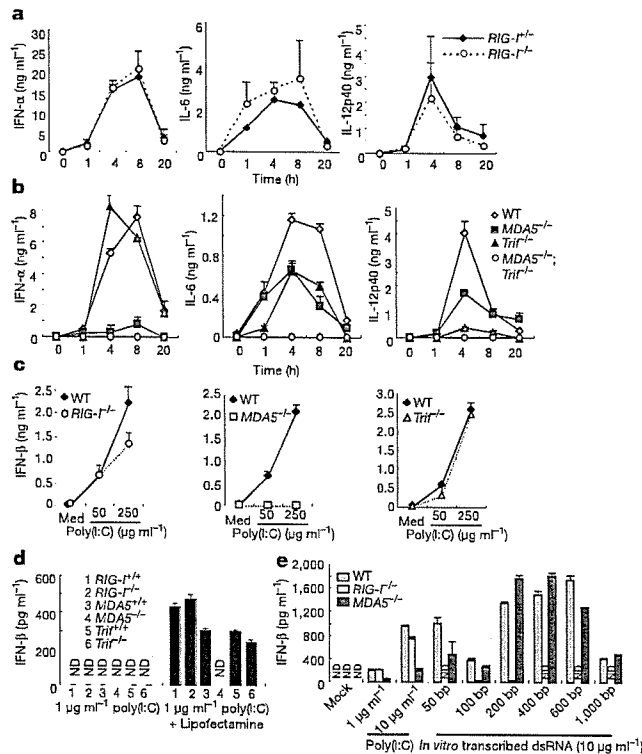 a
IFN-α (ng ml⁻¹)
30
25
20
15
10
5
0
0 1 4 8 20
IL-6 (ng ml⁻¹)
6
4
2
0
0 1 4 8 20
Time (h)
IL-12p40 (ng ml⁻¹)
5
4
3
2
1
0
0 1 4 8 20
RIG-I⁺/⁻
RIG-I⁻/⁻
b
IFN-α (ng ml⁻¹)
8
6
4
2
0
0 1 4 8 20
IL-6 (ng ml⁻¹)
1.2
0.8
0.4
0
0 1 4 8 20
Time (h)
IL-12p40 (ng ml⁻¹)
5
4
3
2
1
0
0 1 4 8 20
WT
MDA5⁻/⁻
Trif⁻/⁻
MDA5⁻/⁻;
Trif⁻/⁻
c
IFN-β (ng ml⁻¹)
2.5
2.0
1.5
1.0
0.5
0
WT
RIG-I⁻/⁻
Med 50 250
Poly(I:C) (µg ml⁻¹)
2.5
2.0
1.5
1.0
0.5
0
WT
MDA5⁻/⁻
Med 50 250
Poly(I:C) (µg ml⁻¹)
3.0
2.5
2.0
1.5
1.0
0.5
0
WT
Trif⁻/⁻
Med 50 250
Poly(I:C) (µg ml⁻¹)
d
IFN-β (pg ml⁻¹)
600
400
200
0
1 RIG-I⁺/⁺
2 RIG-I⁻/⁻
3 MDA5⁺/⁺
4 MDA5⁻/⁻
5 Trif⁺/⁺
6 Trif⁻/⁻
ND ND ND ND ND ND
ND
1 2 3 4 5 6
1 2 3 4 5 6
1 µg ml⁻¹ poly(I:C)
1 µg ml⁻¹ poly(I:C)
+ Lipofectamine
e
IFN-β (pg ml⁻¹)
2,000
1,600
1,200
800
400
0
WT
RIG-I⁻/⁻
MDA5⁻/⁻
ND ND ND
ND
ND
ND
ND
ND
Mock
1 µg ml⁻¹
10 µg ml⁻¹
50 bp
100 bp
200 bp
400 bp
600 bp
1,000 bp
Poly(I:C)
In vitro transcribed dsRNA (10 µg ml⁻¹)